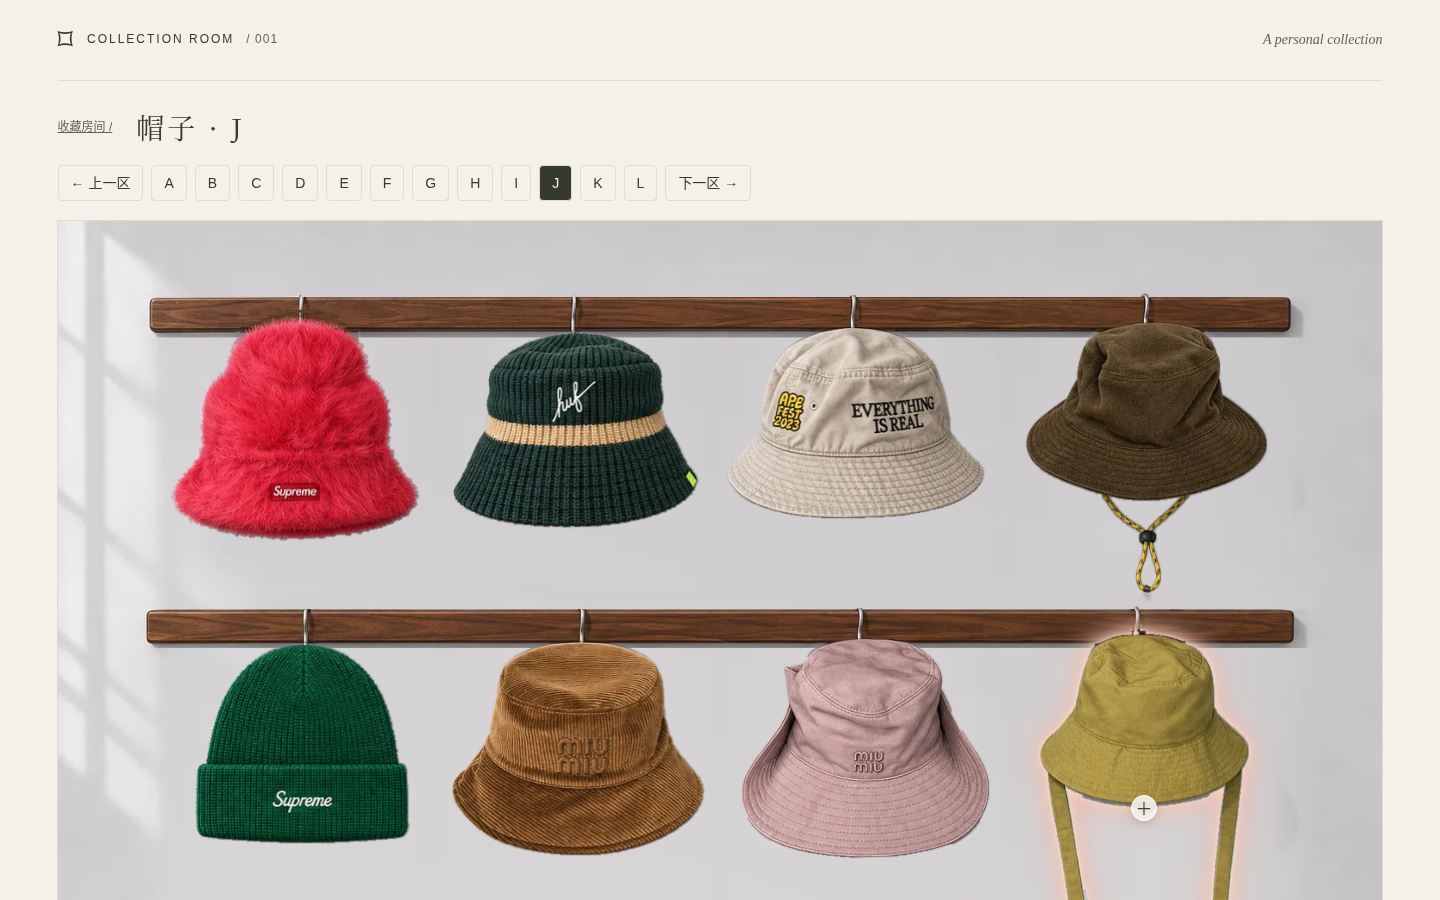 COLLECTION ROOM / 001
A personal collection
收藏房间 /
帽子 · J
← 上一区 A B C D E F G H I J K L 下一区 →
Supreme
huf
APE
FEST
2023
EVERYTHING
IS REAL
Supreme
miu
miu
miu
miu